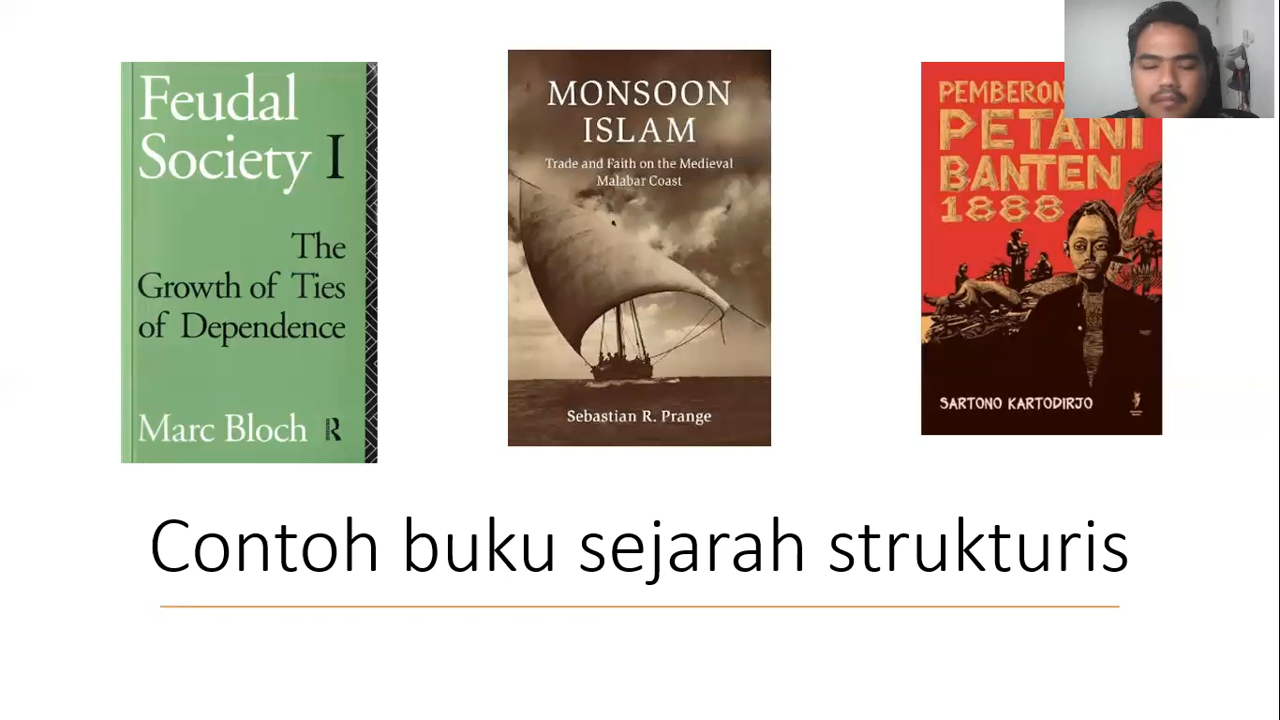 Feudal
Society I
The
Growth of Ties
of Dependence
Marc Bloch R
MONSOON
ISLAM
Trade and Faith on the Medieval
Malabar Coast
Sebastian R. Prange
PETANI
BANTEN
1888
SARTONO KARTODIRJO
Contoh buku sejarah strukturis